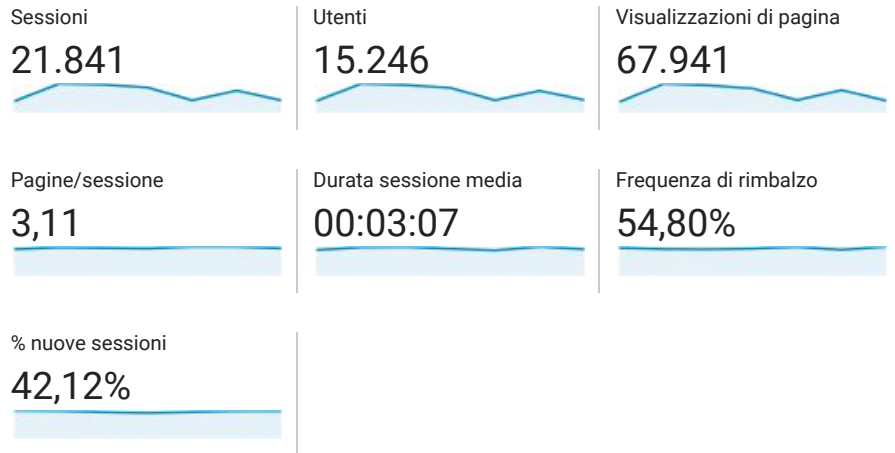 Sessioni
21.841
Utenti
15.246
Visualizzazioni di pagina
67.941
Pagine/sessione
3,11
Durata sessione media
00:03:07
Frequenza di rimbalzo
54,80%
% nuove sessioni
42,12%